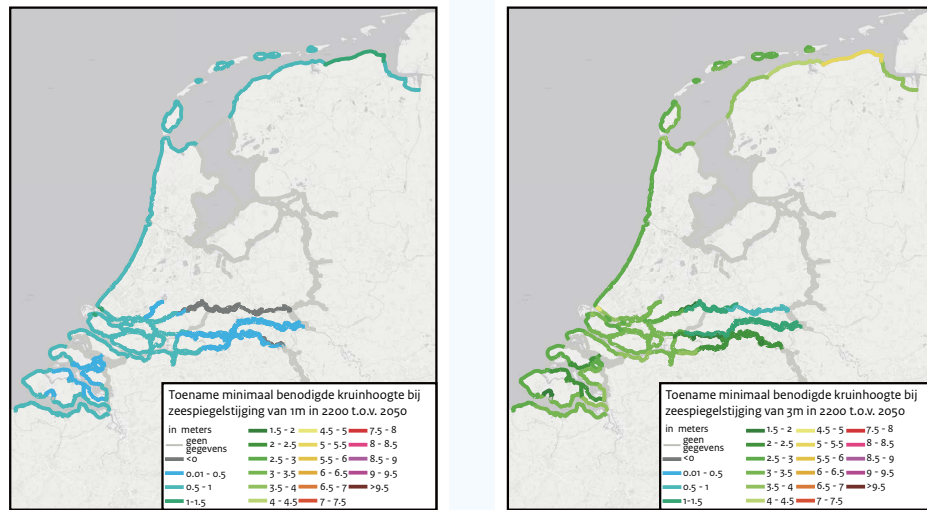 Toename minimaal benodigde kruinhoogte bij
zeespiegelstijging van 1m in 2200 t.o.v. 2050
in meters
geen
gegevens
<0
0.01 - 0.5
0.5 - 1
1-1.5
1.5 - 2
2 - 2.5
2.5 - 3
3 - 3.5
3.5 - 4
4 - 4.5
4.5 - 5
5 - 5.5
5.5 - 6
6 - 6.5
6.5 - 7
7 - 7.5
7.5 - 8
8 - 8.5
8.5 - 9
9 - 9.5
>9.5
Toename minimaal benodigde kruinhoogte bij
zeespiegelstijging van 3m in 2200 t.o.v. 2050
in meters
geen
gegevens
<0
0.01 - 0.5
0.5 - 1
1-1.5
1.5 - 2
2 - 2.5
2.5 - 3
3 - 3.5
3.5 - 4
4 - 4.5
4.5 - 5
5 - 5.5
5.5 - 6
6 - 6.5
6.5 - 7
7 - 7.5
7.5 - 8
8 - 8.5
8.5 - 9
9 - 9.5
>9.5